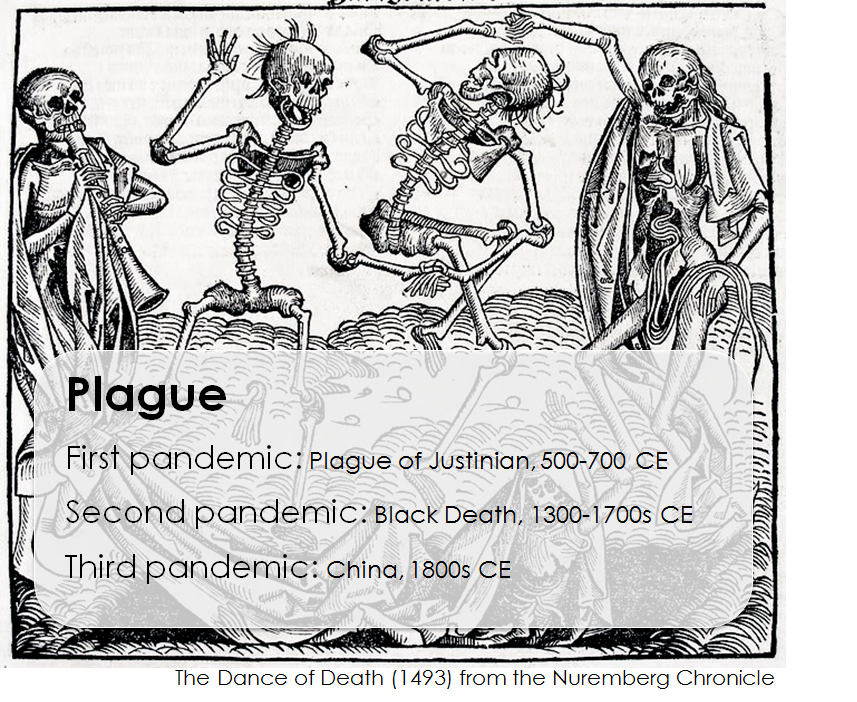 Plague
First pandemic: Plague of Justinian, 500-700 CE
Second pandemic: Black Death, 1300-1700s CE
Third pandemic: China, 1800s CE
The Dance of Death (1493) from the Nuremberg Chronicle